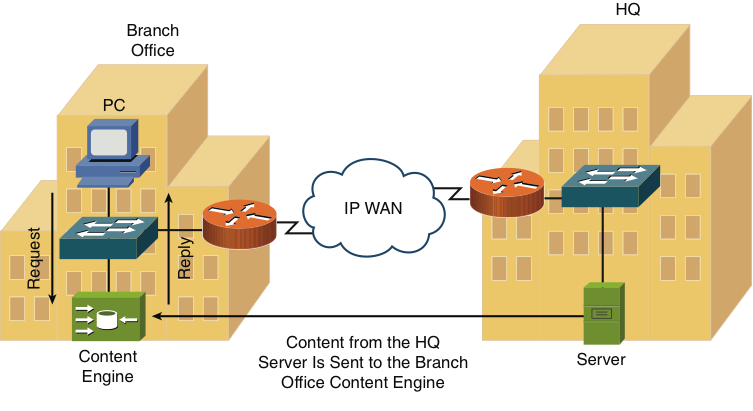 Branch
Office
HQ
PC
IP WAN
Request
Reply
Content
Engine
Content from the HQ
Server Is Sent to the Branch
Office Content Engine
Server